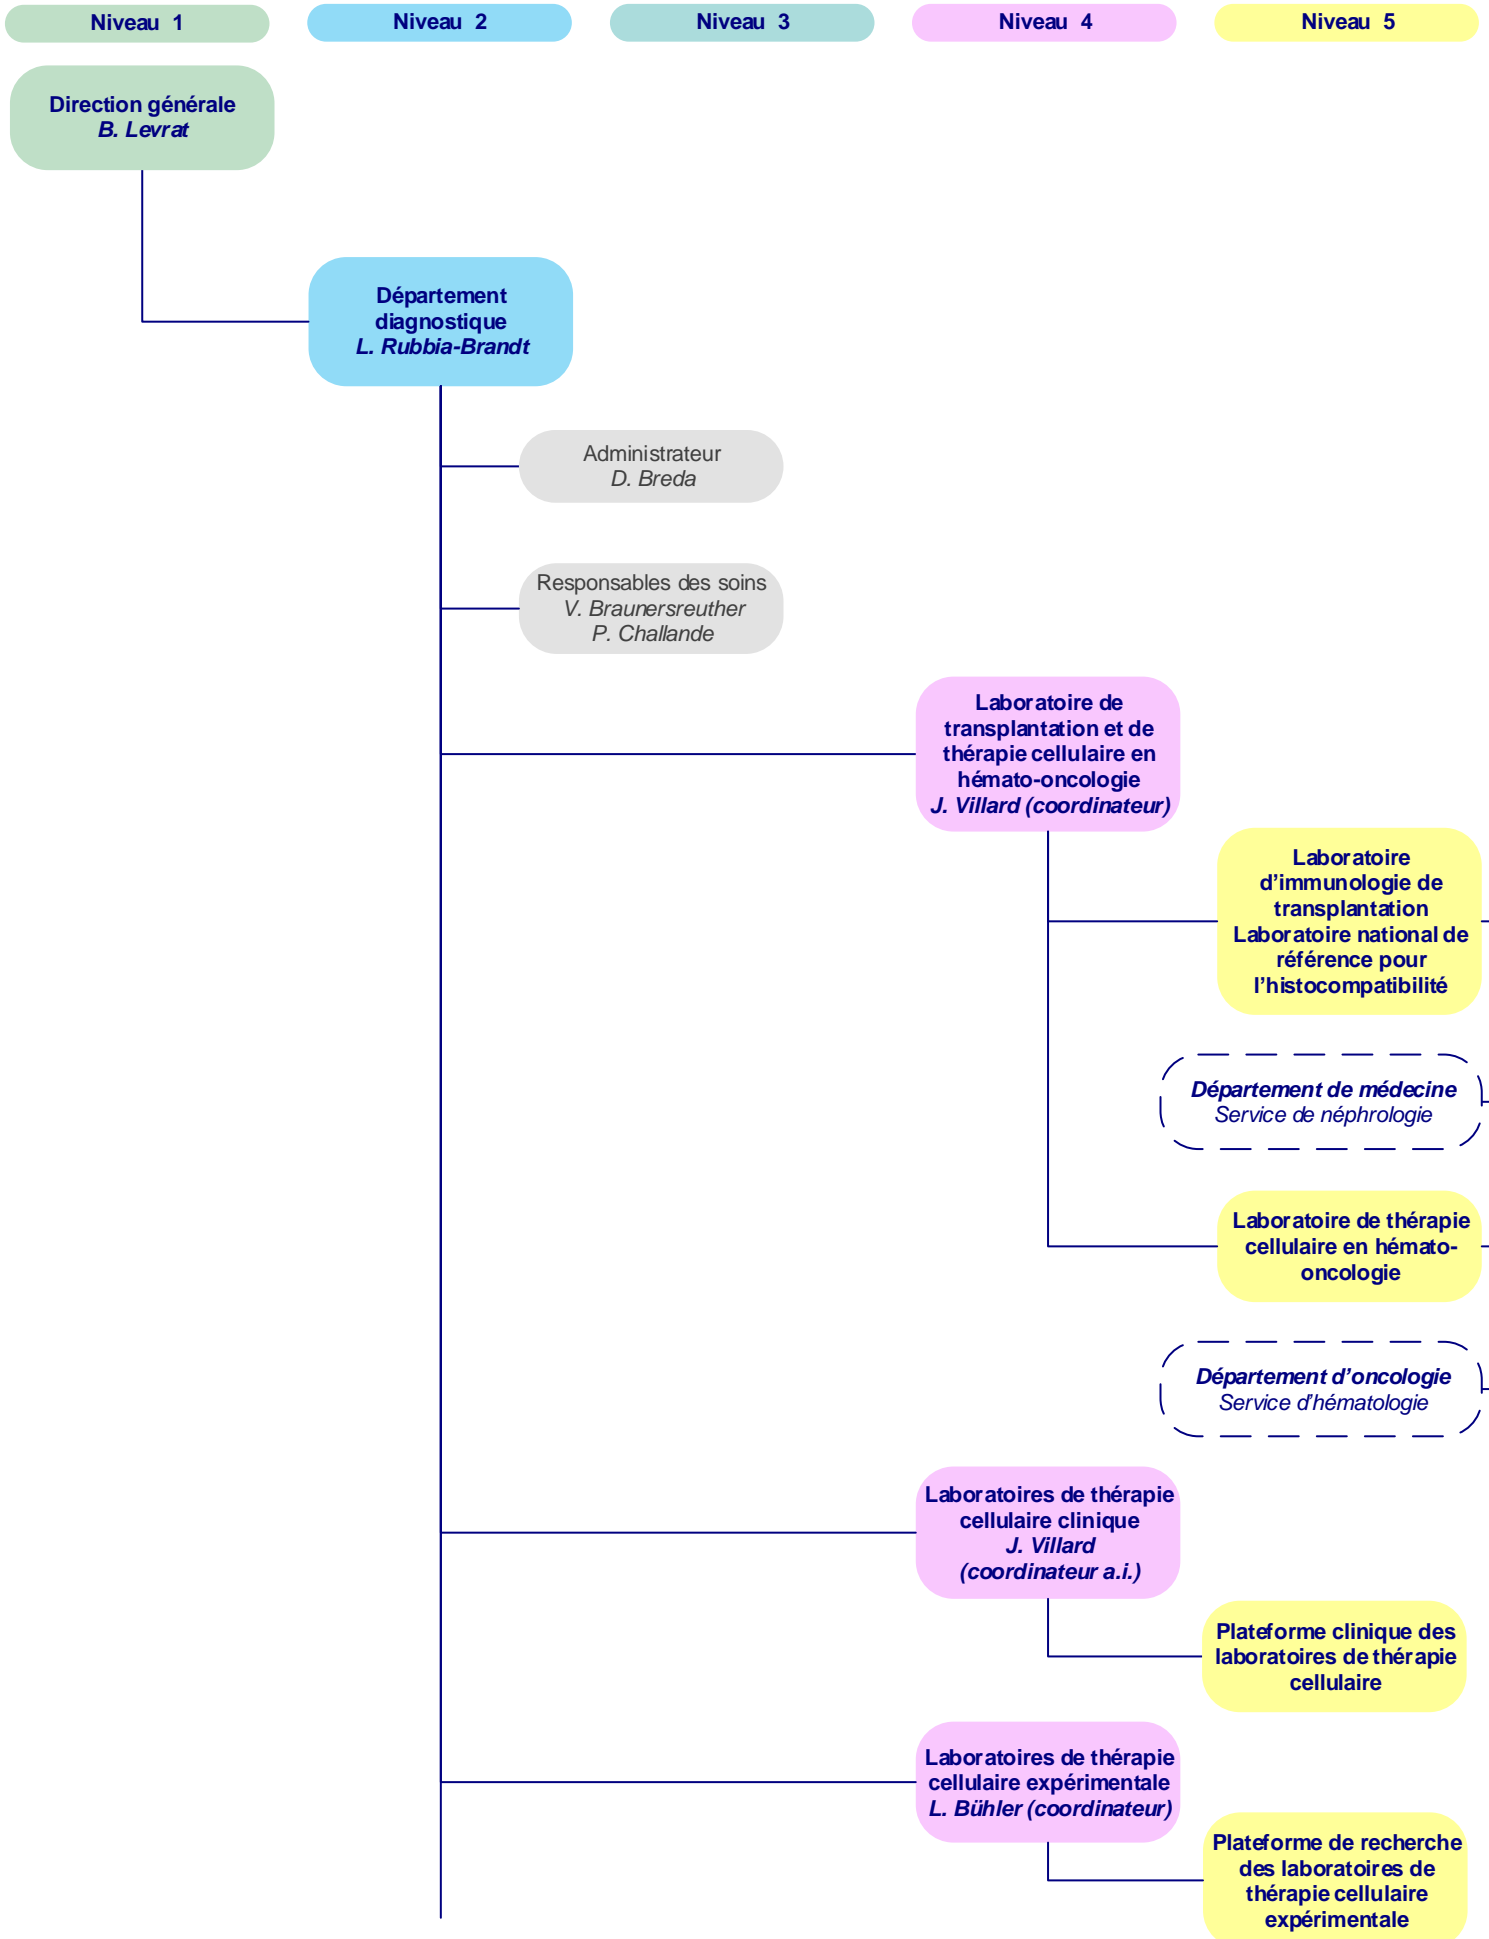 Niveau 1
Niveau 2
Niveau 3
Niveau 4
Niveau 5
Direction générale
B. Levrat
Département
diagnostique
L. Rubbia-Brandt
Administrateur
D. Breda
Responsables des soins
V. Braunersreuther
P. Challande
Laboratoire de
transplantation et de
thérapie cellulaire en
hémato-oncologie
J. Villard (coordinateur)
Laboratoire
d’immunologie de
transplantation
Laboratoire national de
référence pour
l’histocompatibilité
Département de médecine
Service de néphrologie
Laboratoire de thérapie
cellulaire en hémato-
oncologie
Département d’oncologie
Service d’hématologie
Laboratoires de thérapie
cellulaire clinique
J. Villard
(coordinateur a.i.)
Plateforme clinique des
laboratoires de thérapie
cellulaire
Laboratoires de thérapie
cellulaire expérimentale
L. Bühler (coordinateur)
Plateforme de recherche
des laboratoires de
thérapie cellulaire
expérimentale